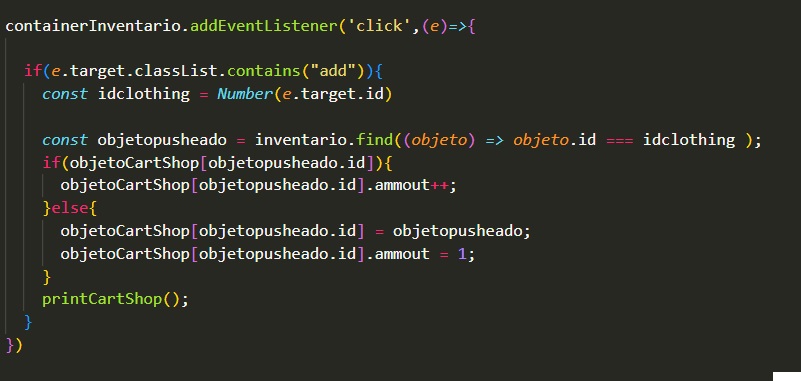 containerInventario.addEventListener('click',(e)=>{
if(e.target.classList.contains("add")){
const idclothing = Number(e.target.id)
const objetopusheado = inventario.find((objeto) => objeto.id === idclothing );
if(objetoCartShop[objetopusheado.id]){
objetoCartShop[objetopusheado.id].ammout++;
}else{
objetoCartShop[objetopusheado.id] = objetopusheado;
objetoCartShop[objetopusheado.id].ammout = 1;
}
printCartShop();
}
})